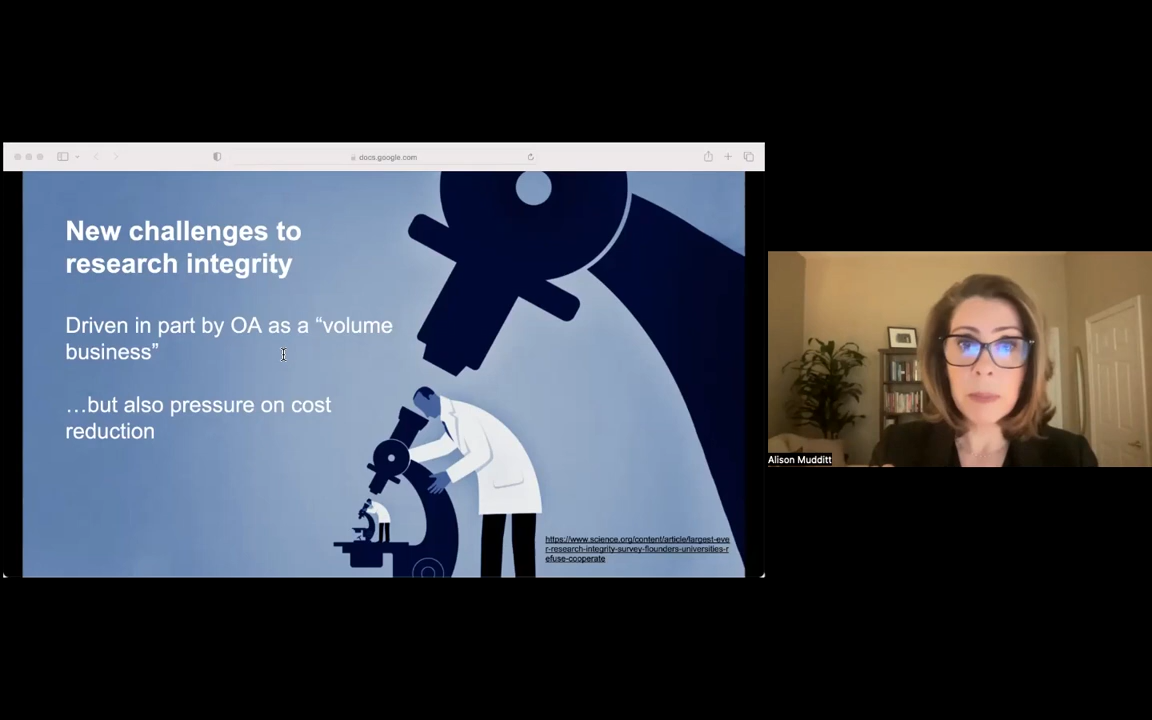 docs.google.com
New challenges to
research integrity
Driven in part by OA as a “volume
business”
…but also pressure on cost
reduction
https://www.science.org/content/article/largest-eve
r-research-integrity-survey-flounders-universities-r
efuse-cooperate
Alison Mudditt